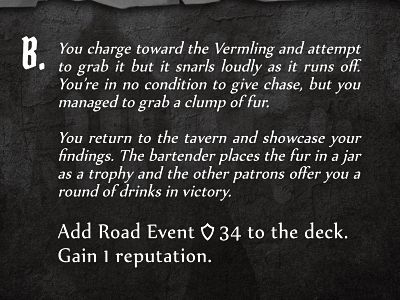 B.
You charge toward the Vermling and attempt
to grab it but it snarls loudly as it runs off.
You're in no condition to give chase, but you
managed to grab a clump of fur.
You return to the tavern and showcase your
findings. The bartender places the fur in a jar
as a trophy and the other patrons offer you a
round of drinks in victory.
Add Road Event 34 to the deck.
Gain 1 reputation.